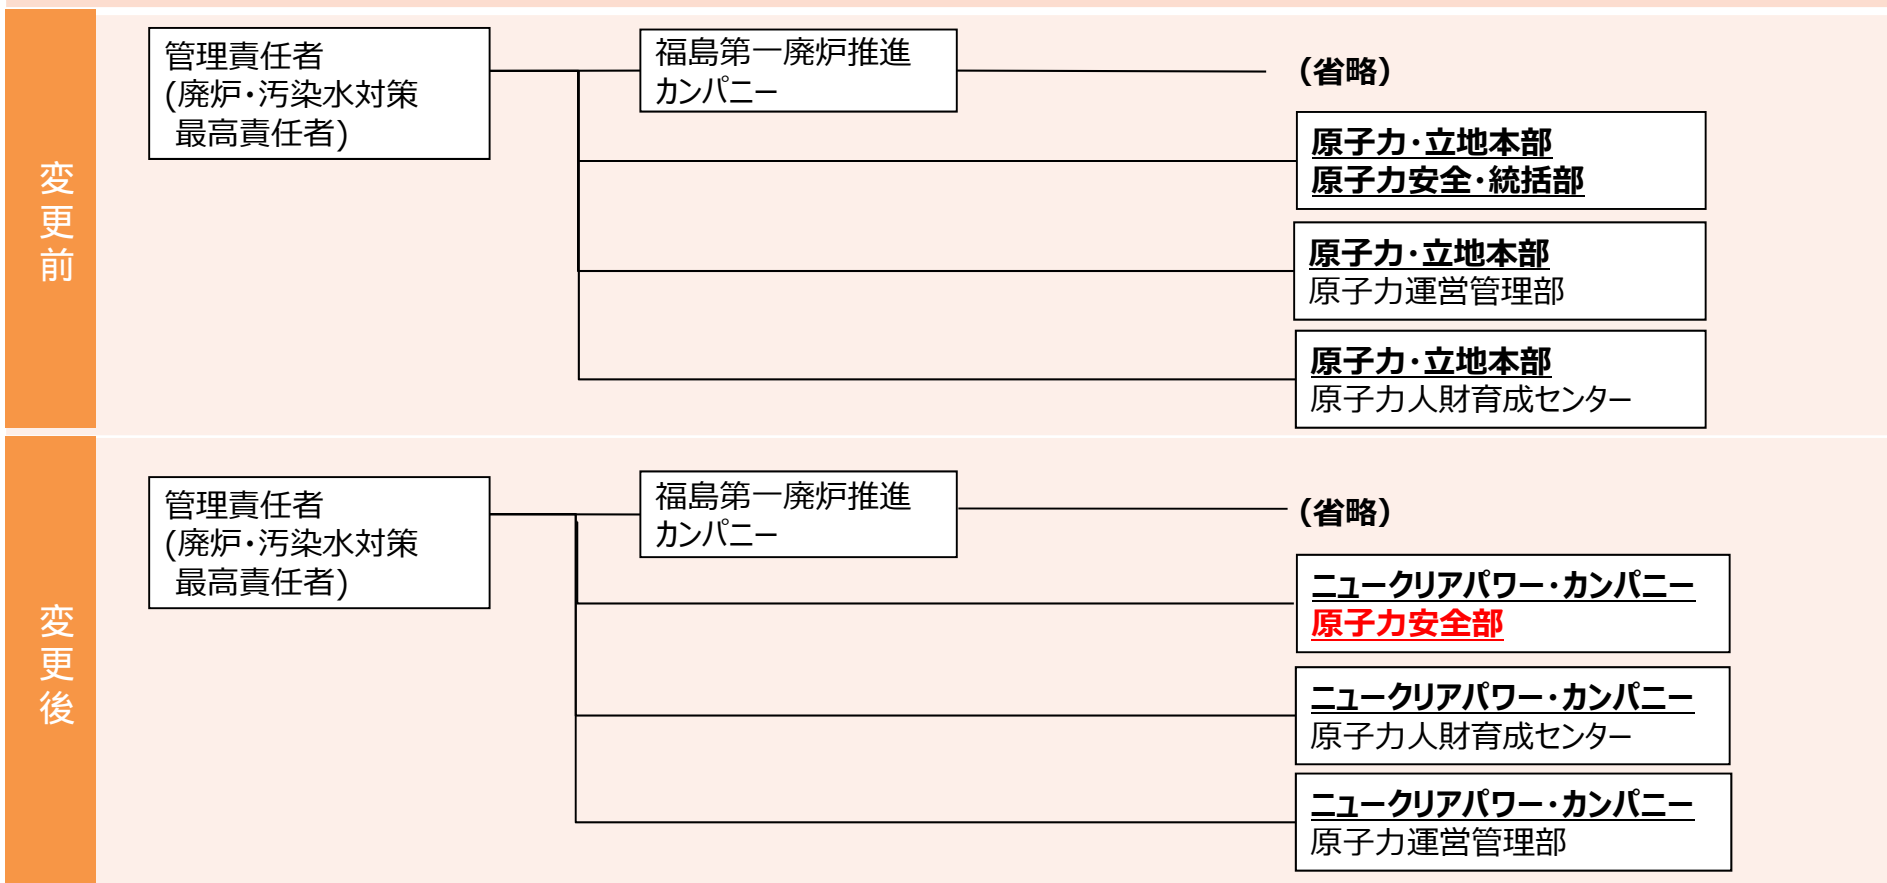 変更前
管理責任者
(廃炉・汚染水対策
最高責任者)
福島第一廃炉推進
カンパニー
(省略)
原子力・立地本部
原子力安全・統括部
原子力・立地本部
原子力運営管理部
原子力・立地本部
原子力人財育成センター
変更後
管理責任者
(廃炉・汚染水対策
最高責任者)
福島第一廃炉推進
カンパニー
(省略)
ニュークリアパワー・カンパニー
原子力安全部
ニュークリアパワー・カンパニー
原子力人財育成センター
ニュークリアパワー・カンパニー
原子力運営管理部